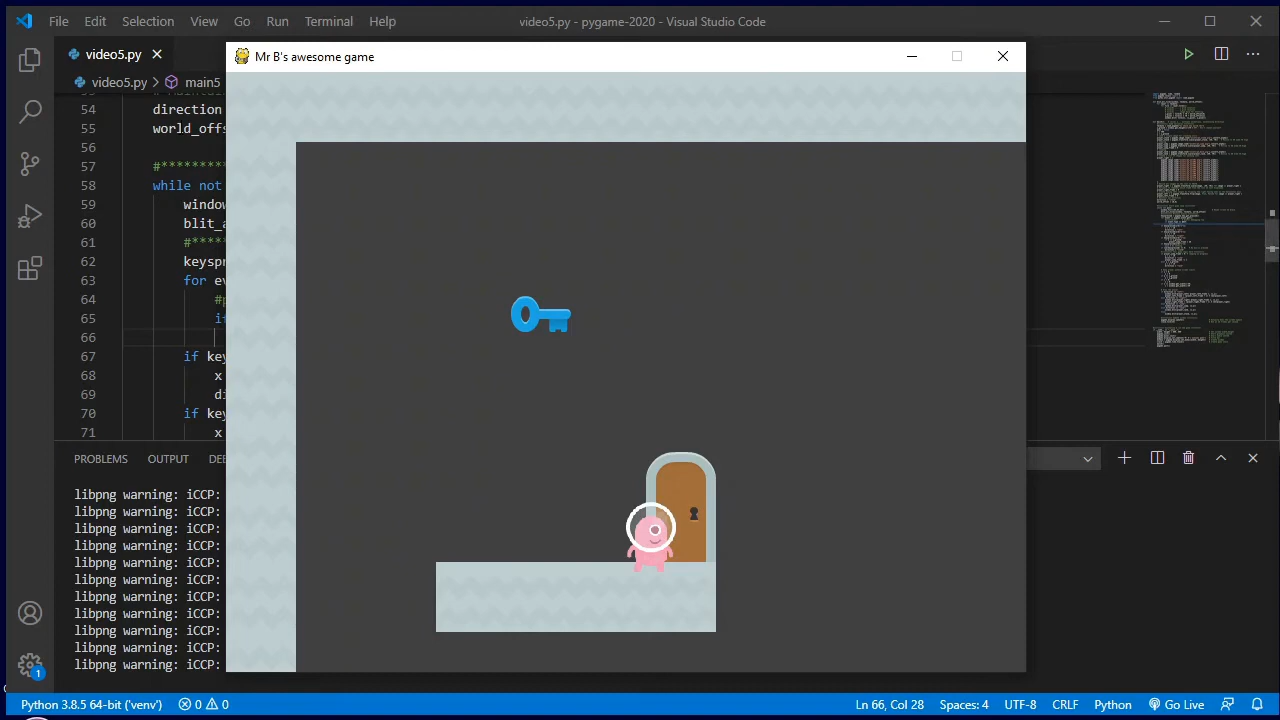 File Edit Selection View Go Run Terminal Help
video5.py - pygame-2020 - Visual Studio Code
video5.py
Mr B's awesome game
video5.py > main5
54 direction
55 world_offs
56
57 #*********
58 while not
59 window
60 blit_a
61 #*****
62 keyspr
63 for ev
64 #p
65 if
66
67 if key
68 x
69 di
70 if key
71 x
PROBLEMS OUTPUT DE
libpng warning: iCCP:
libpng warning: iCCP:
libpng warning: iCCP:
libpng warning: iCCP:
libpng warning: iCCP:
libpng warning: iCCP:
libpng warning: iCCP:
libpng warning: iCCP:
libpng warning: iCCP:
libpng warning: iCCP:
libpng warning: iCCP:
1
Python 3.8.5 64-bit ('venv') 0 0 Ln 66, Col 28 Spaces: 4 UTF-8 CRLF Python Go Live